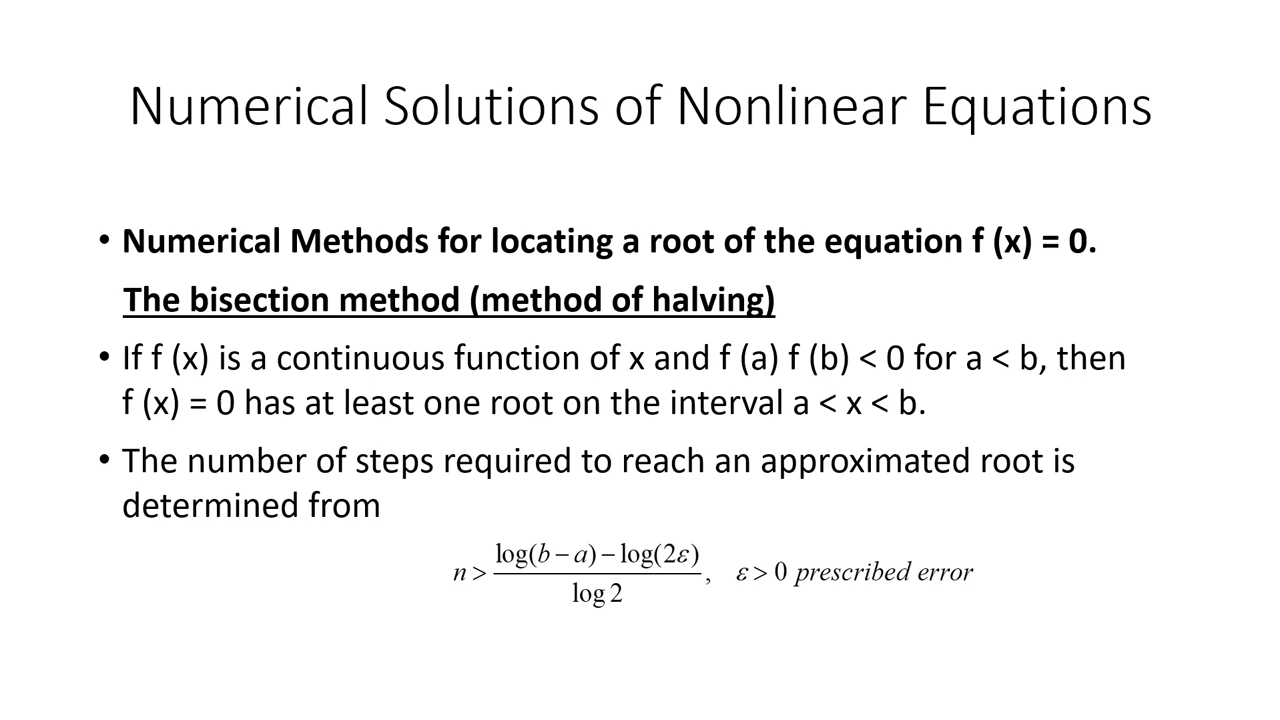 Numerical Solutions of Nonlinear Equations
• Numerical Methods for locating a root of the equation f (x) = 0.
The bisection method (method of halving)
• If f (x) is a continuous function of x and f (a) f (b) < 0 for a < b, then
f (x) = 0 has at least one root on the interval a < x < b.
• The number of steps required to reach an approximated root is
determined from
n > \frac{log(b − a) − log(2ε)}{log 2}, ε > 0 prescribed error